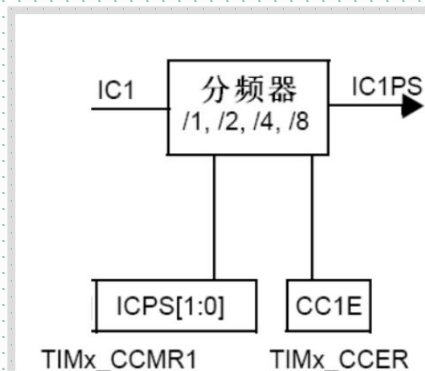 IC1
分频器
/1, /2, /4, /8
IC1PS
ICPS[1:0]
CC1E
TIMx_CCMR1
TIMx_CCER